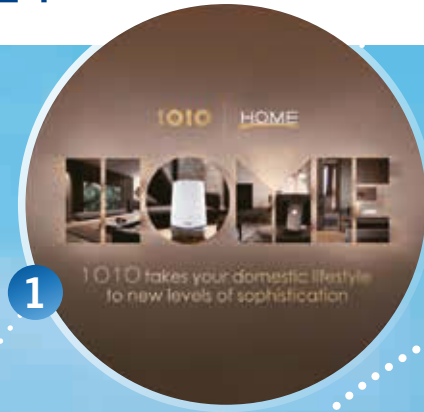 1O1O HOME
HOME
1O1O takes your domestic lifestyle
to new levels of sophistication
1